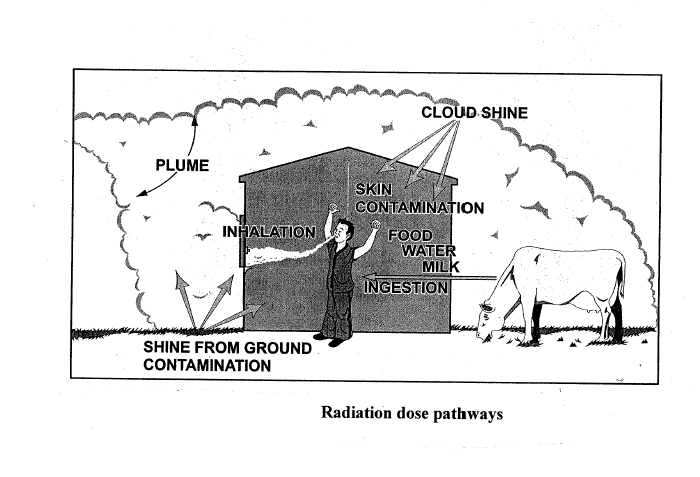 CLOUD SHINE
PLUME
SKIN
CONTAMINATION
INHALATION
FOOD
WATER
MILK
INGESTION
SHINE FROM GROUND
CONTAMINATION
Radiation dose pathways